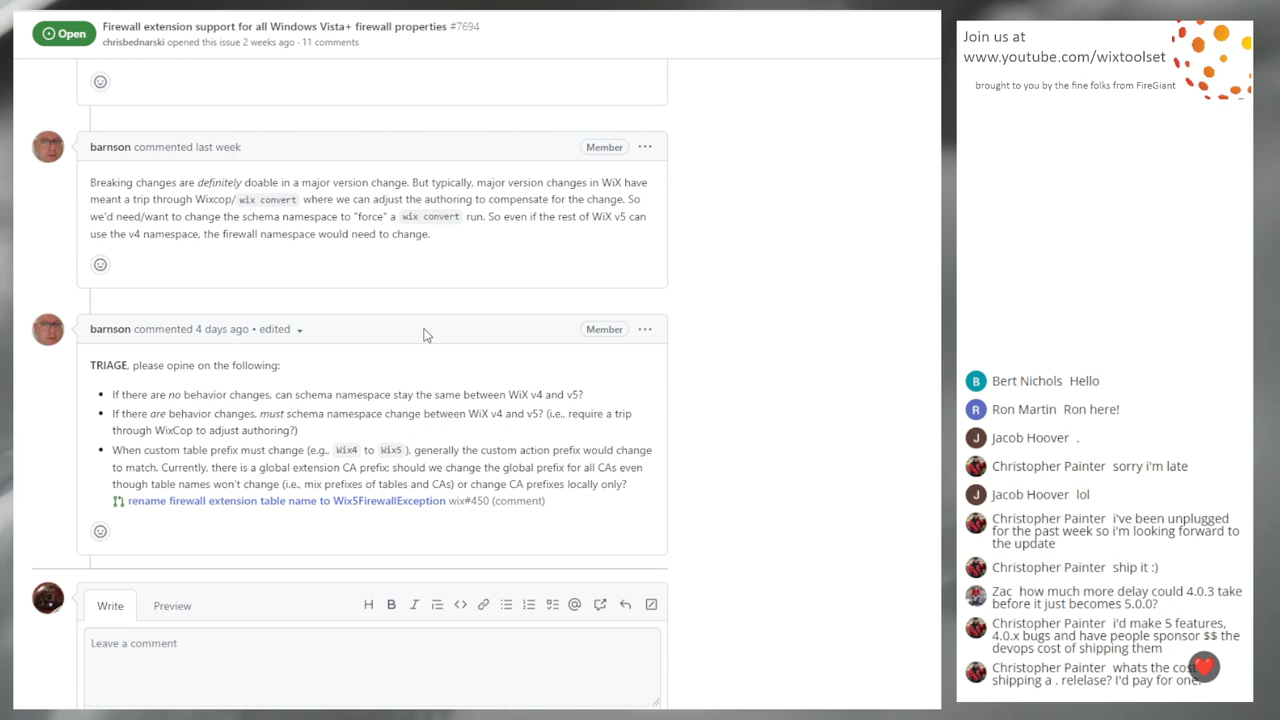 Open
Firewall extension support for all Windows Vista+ firewall properties #7694
chrisbednarski opened this issue 2 weeks ago · 11 comments
barnson commented last week
Member
Breaking changes are definitely doable in a major version change. But typically, major version changes in WiX have
meant a trip through Wixcop/ wix convert where we can adjust the authoring to compensate for the change. So
we'd need/want to change the schema namespace to "force" a wix convert run. So even if the rest of WiX v5 can
use the v4 namespace, the firewall namespace would need to change.
barnson commented 4 days ago • edited
Member
TRIAGE, please opine on the following:
• If there are no behavior changes, can schema namespace stay the same between WiX v4 and v5?
• If there are behavior changes, must schema namespace change between WiX v4 and v5? (i.e., require a trip
through WixCop to adjust authoring?)
• When custom table prefix must change (e.g., Wix4 to Wix5), generally the custom action prefix would change
to match. Currently, there is a global extension CA prefix: should we change the global prefix for all CAs even
though table names won't change (i.e., mix prefixes of tables and CAs) or change CA prefixes locally only?
rename firewall extension table name to Wix5FirewallException wix#450 (comment)
Write
Preview
Leave a comment
Join us at
www.youtube.com/wixtoolset
brought to you by the fine folks from FireGiant
B Bert Nichols Hello
R Ron Martin Ron here!
J Jacob Hoover .
Christopher Painter sorry i'm late
J Jacob Hoover lol
Christopher Painter i've been unplugged
for the past week so i'm looking forward to
the update
Christopher Painter ship it :)
Zac how much more delay could 4.0.3 take
before it just becomes 5.0.0?
Christopher Painter i'd make 5 features,
4.0.x bugs and have people sponsor $$ the
devops cost of shipping them
Christopher Painter whats the cost
shipping a . relelase? I'd pay for one.